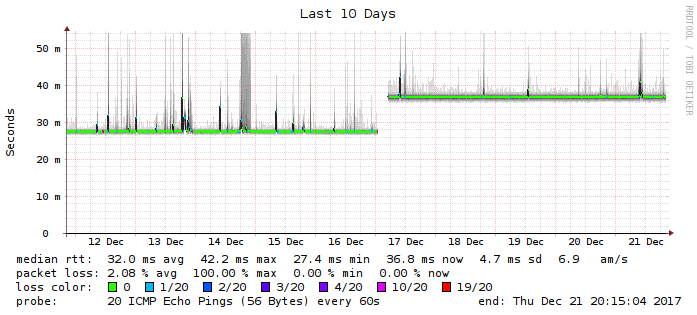 Last 10 Days
RRDTOOL / TOBI OETIKER
Seconds
50 m
40 m
30 m
20 m
10 m
0
12 Dec 13 Dec 14 Dec 15 Dec 16 Dec 17 Dec 18 Dec 19 Dec 20 Dec 21 Dec
median rtt: 32.0 ms avg 42.2 ms max 27.4 ms min 36.8 ms now 4.7 ms sd 6.9 am/s
packet loss: 2.08 % avg 100.00 % max 0.00 % min 0.00 % now
loss color: 0 1/20 2/20 3/20 4/20 10/20 19/20
probe: 20 ICMP Echo Pings (56 Bytes) every 60s end: Thu Dec 21 20:15:04 2017